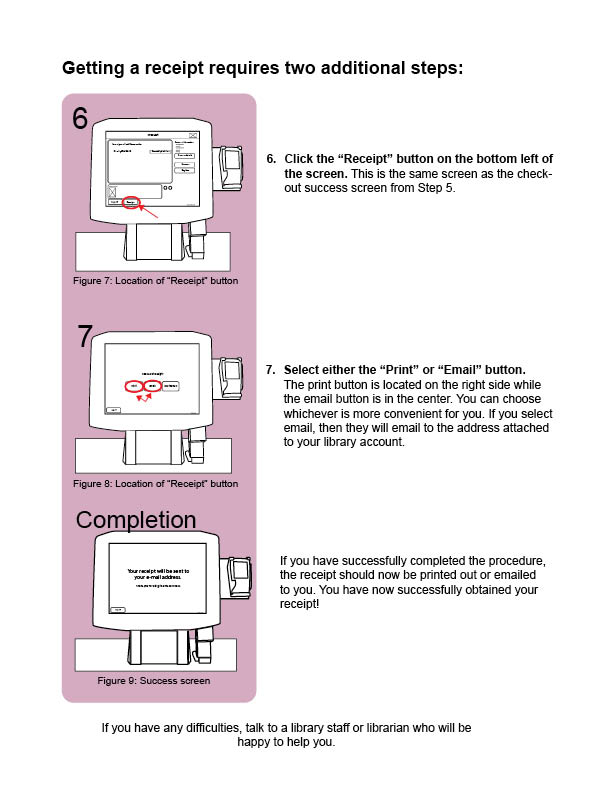 Getting a receipt requires two additional steps:
6
6. Click the “Receipt” button on the bottom left of
the screen. This is the same screen as the check-
out success screen from Step 5.
Figure 7: Location of “Receipt” button
7
7. Select either the “Print” or “Email” button.
The print button is located on the right side while
the email button is in the center. You can choose
whichever is more convenient for you. If you select
email, then they will email to the address attached
to your library account.
Figure 8: Location of “Receipt” button
Completion
Your receipt will be sent to
your e-mail address.
If you have successfully completed the procedure,
the receipt should now be printed out or emailed
to you. You have now successfully obtained your
receipt!
Figure 9: Success screen
If you have any difficulties, talk to a library staff or librarian who will be
happy to help you.